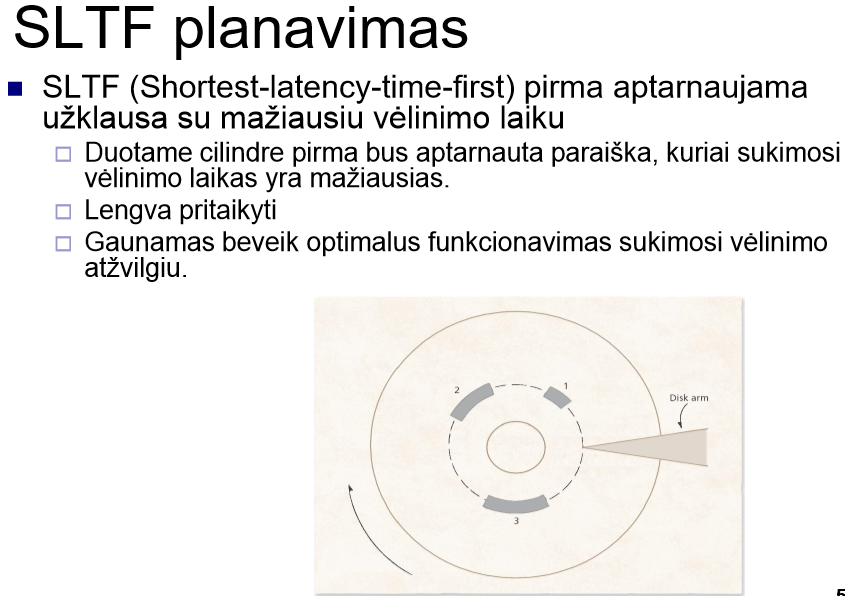 SLTF planavimas
SLTF (Shortest-latency-time-first) pirma aptarnaujama
užklausa su mažiausiu vėlinimo laiku
Duotame cilindre pirma bus aptarnauta paraiška, kuriai sukimosi
vėlinimo laikas yra mažiausias.
Lengva pritaikyti
Gaunamas beveik optimalus funkcionavimas sukimosi vėlinimo
atžvilgiu.
1
2
Disk arm
3
5